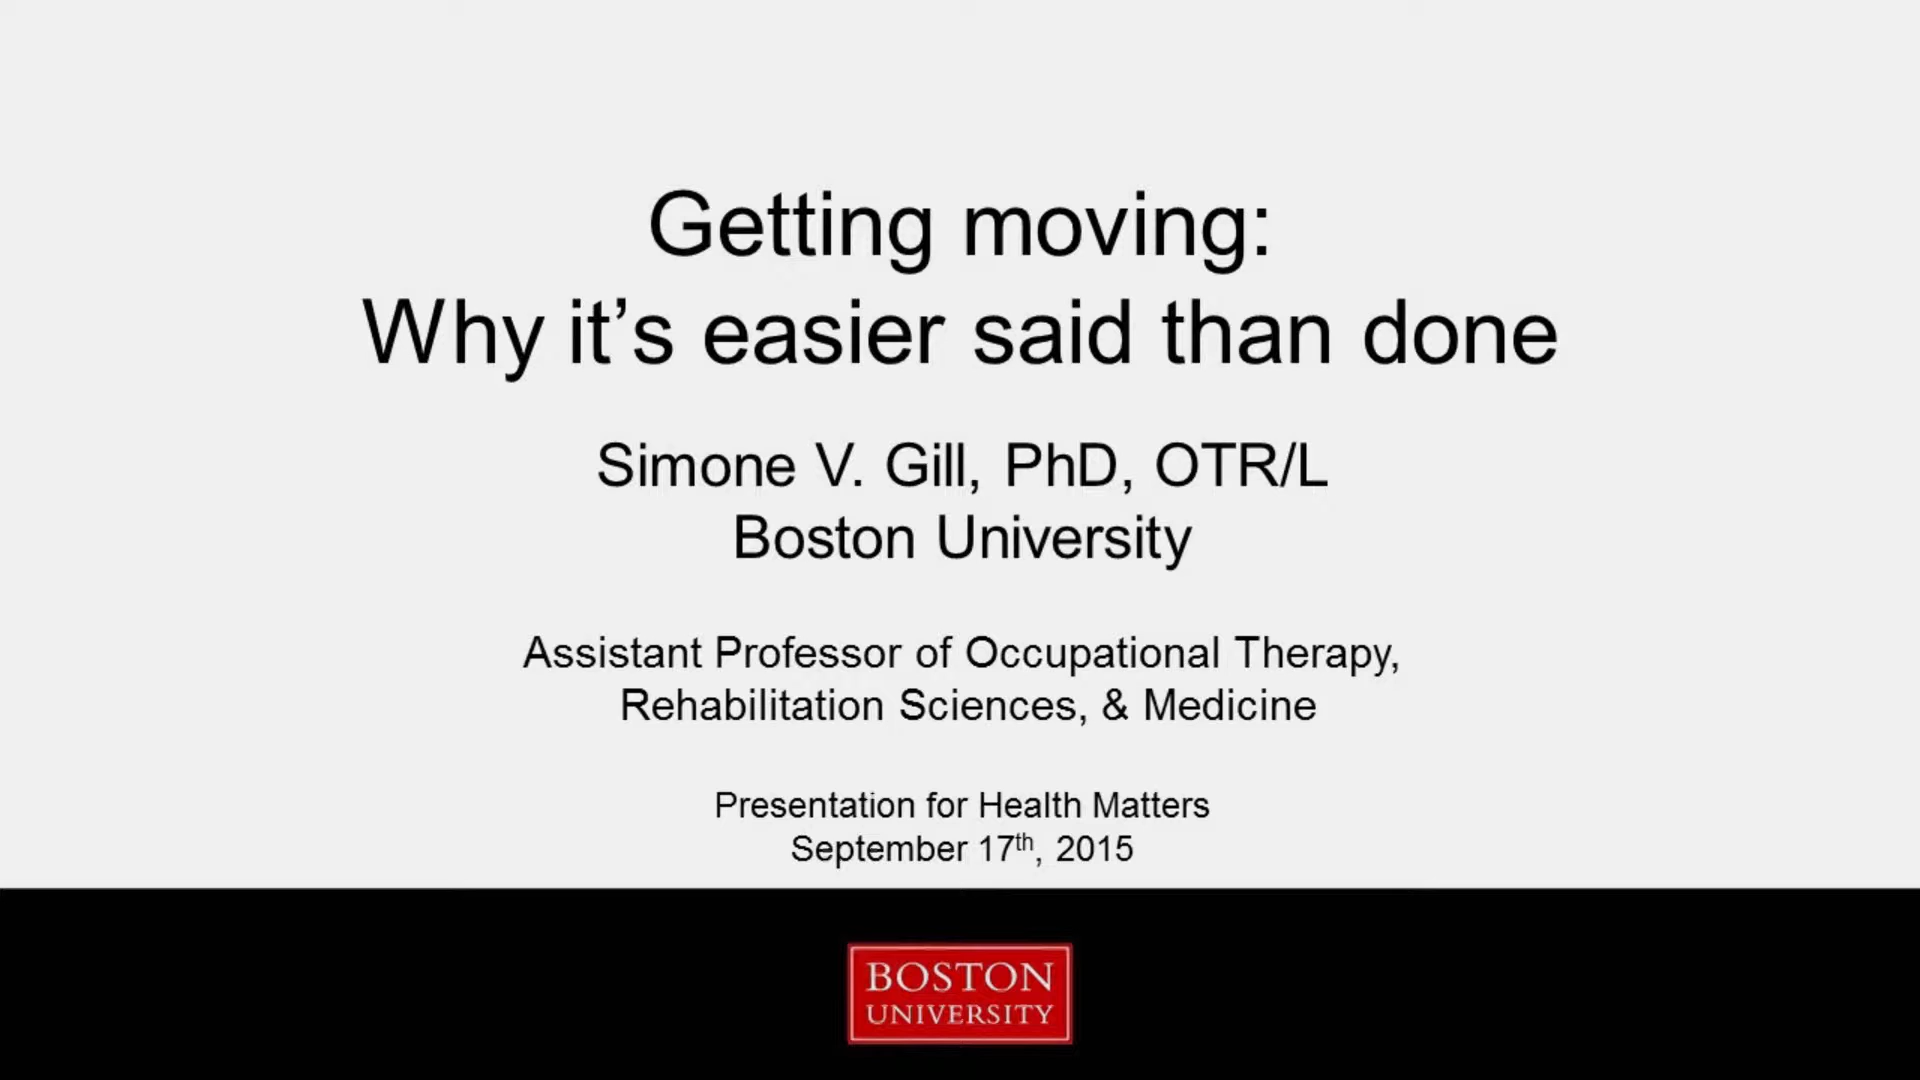 Getting moving:
Why it’s easier said than done
Simone V. Gill, PhD, OTR/L
Boston University
Assistant Professor of Occupational Therapy,
Rehabilitation Sciences, & Medicine
Presentation for Health Matters
September 17th, 2015
BOSTON
UNIVERSITY